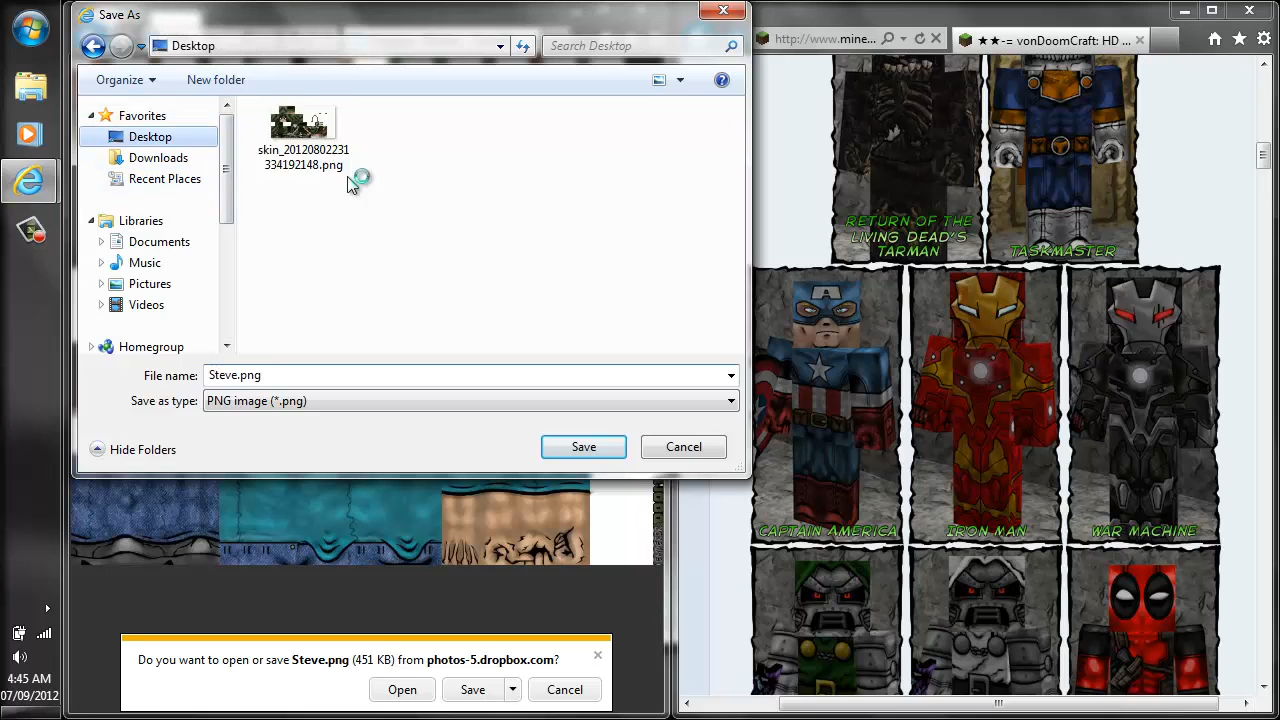 Save As
Desktop
Search Desktop
Organize
New folder
Favorites
Desktop
Downloads
Recent Places
Libraries
Documents
Music
Pictures
Videos
Homegroup
skin_20120802231
334192148.png
File name: Steve.png
Save as type: PNG image (*.png)
Hide Folders
Save
Cancel
Do you want to open or save Steve.png (451 KB) from photos-5.dropbox.com?
Open
Save
Cancel
http://www.mine...
★★-= vonDoomCraft: HD ...
RETURN OF THE
LIVING DEAD'S
TARMAN
TASKMASTER
CAPTAIN AMERICA
IRON MAN
WAR MACHINE
4:45 AM
07/09/2012